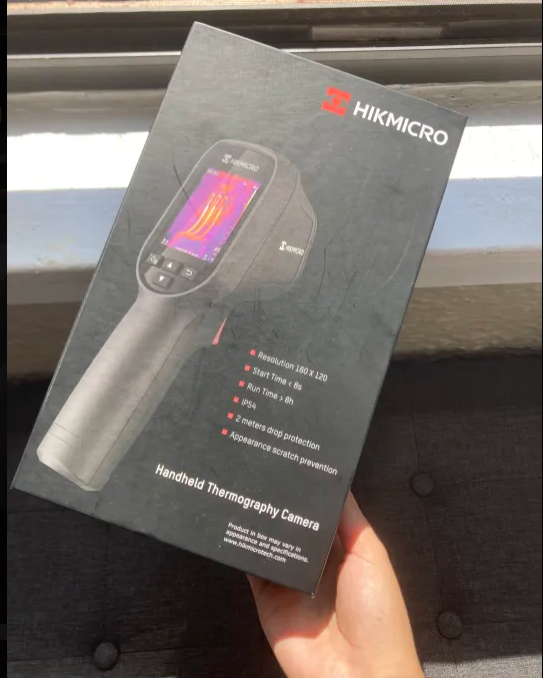 HIKMICRO
HIKMICRO
HIKMICRO
Resolution 160 X 120
Start Time < 8s
Run Time > 8h
IP54
2 meters drop protection
Appearance scratch prevention
Handheld Thermography Camera
Product in box may vary in
appearance and specifications.
www.hikmicrotech.com